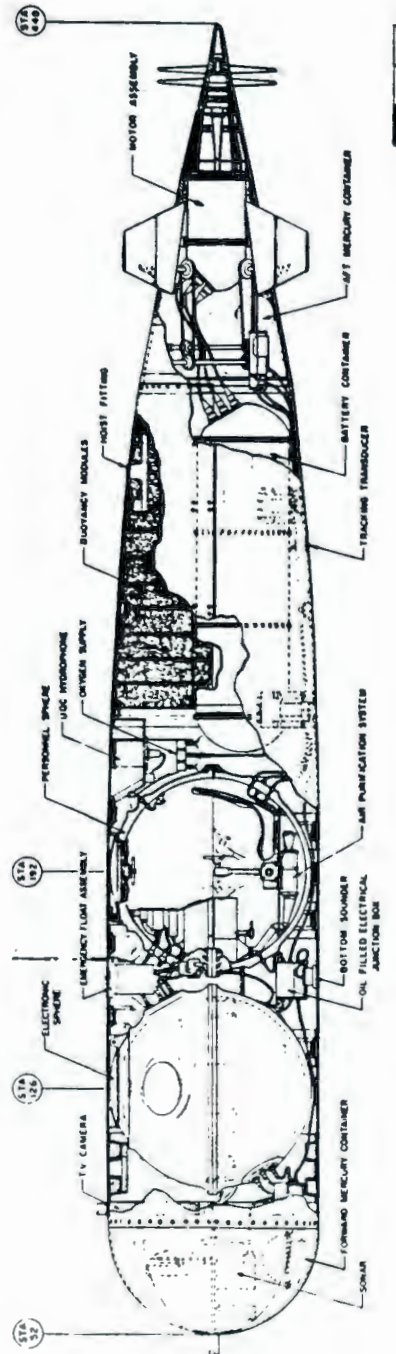 STA
52
STA
126
STA
192
STA
440
TV CAMERA
ELECTRONIC
SPHERE
EMERGENCY FLOAT ASSEMBLY
PERSONNEL SPHERE
UQC HYDROPHONE
OXYGEN SUPPLY
BUOYANCY MODULES
HOIST FITTING
MOTOR ASSEMBLY
SONAR
FORWARD MERCURY CONTAINER
OIL FILLED ELECTRICAL
JUNCTION BOX
BOTTOM SOUNDER
AIR PURIFICATION SYSTEM
TRACKING TRANSDUCER
BATTERY CONTAINER
AFT MERCURY CONTAINER